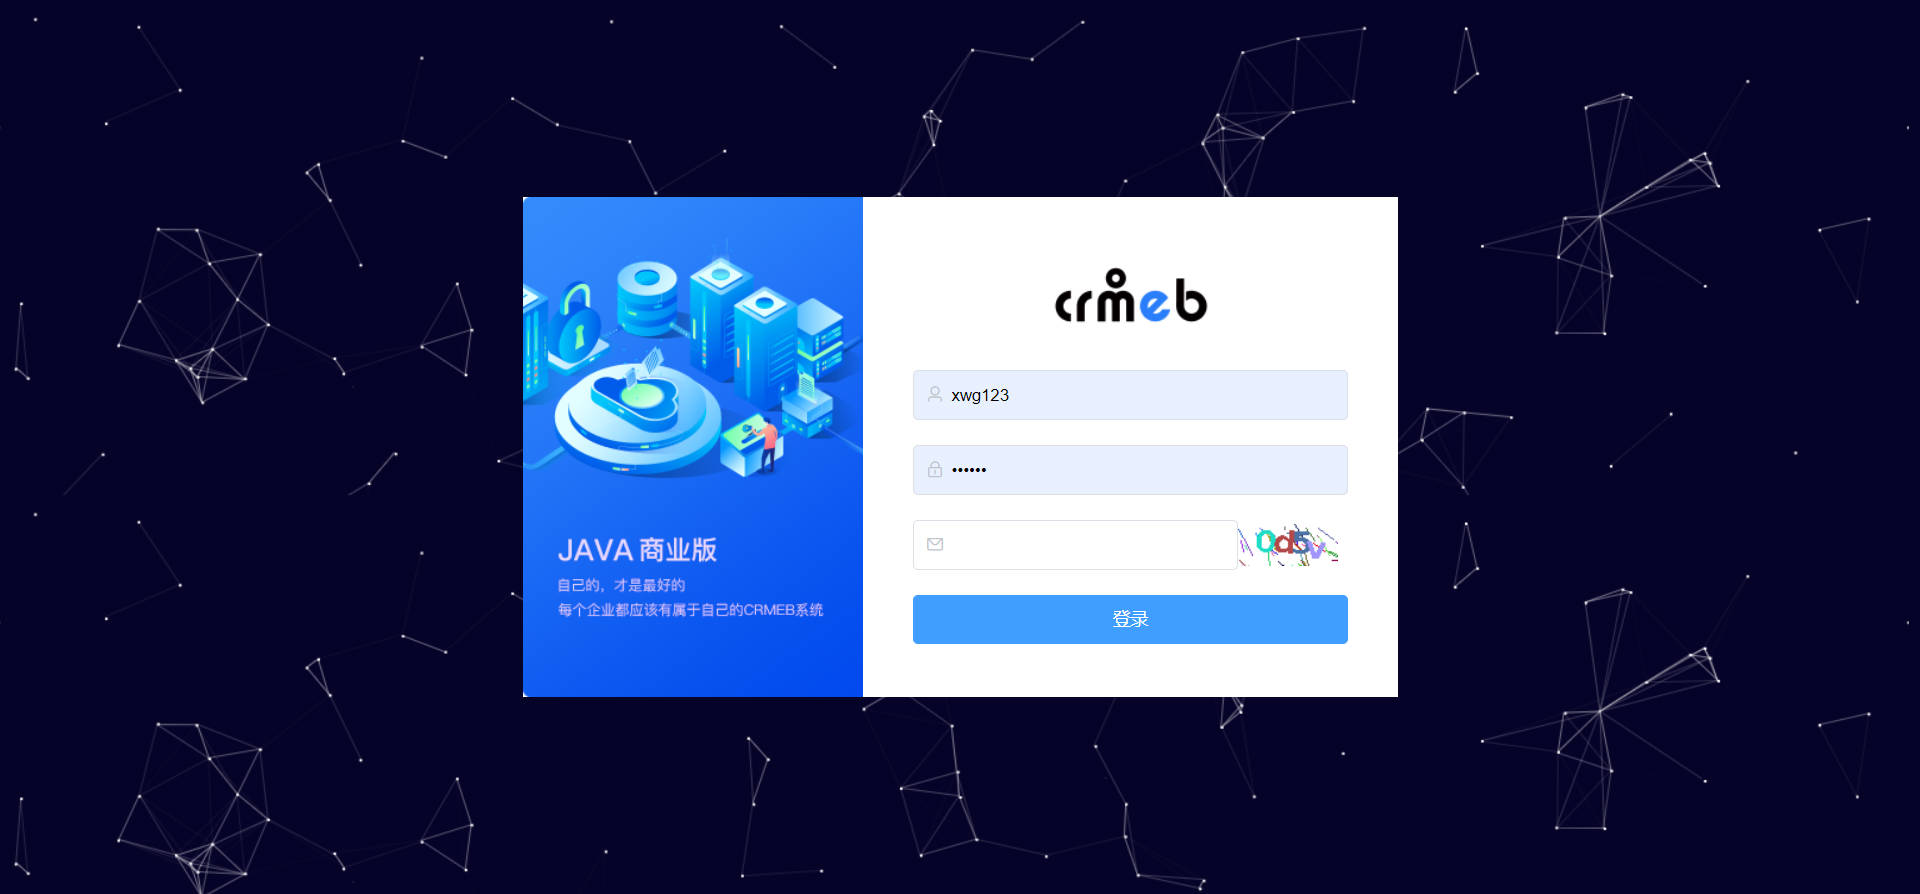 JAVA 商业版
自己的，才是最好的
每个企业都应该有属于自己的CRMEB系统
crmeb
xwg123
••••••
0d5v
登录